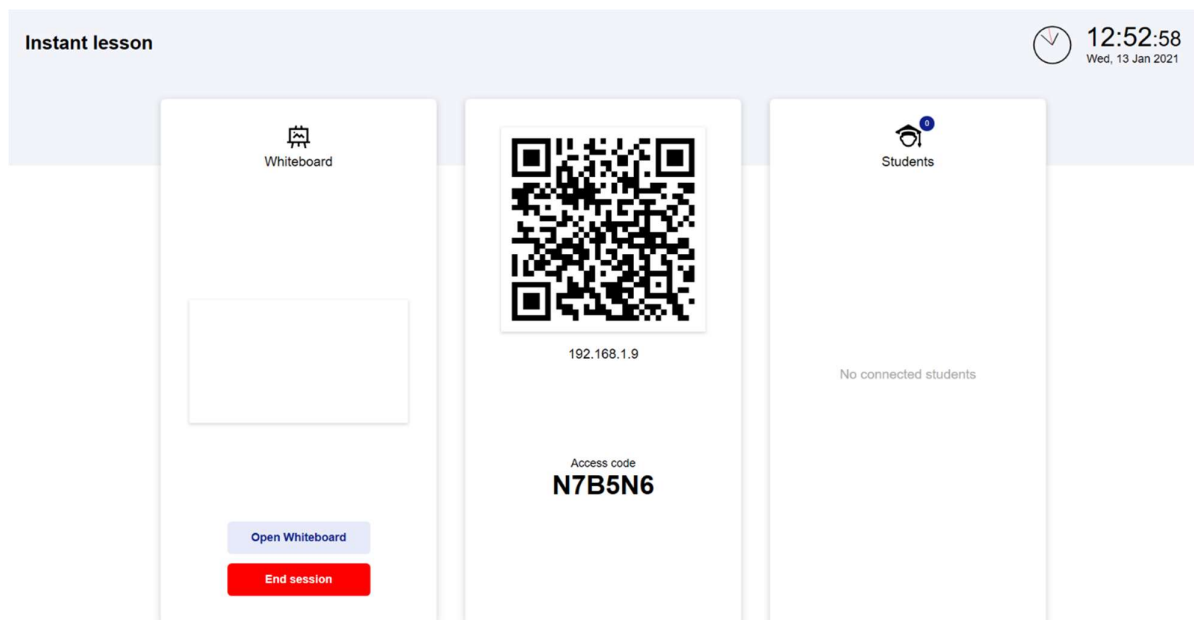 Instant lesson
12:52:58
Wed, 13 Jan 2021
Whiteboard
Open Whiteboard
End session
192.168.1.9
Access code
N7B5N6
0
Students
No connected students